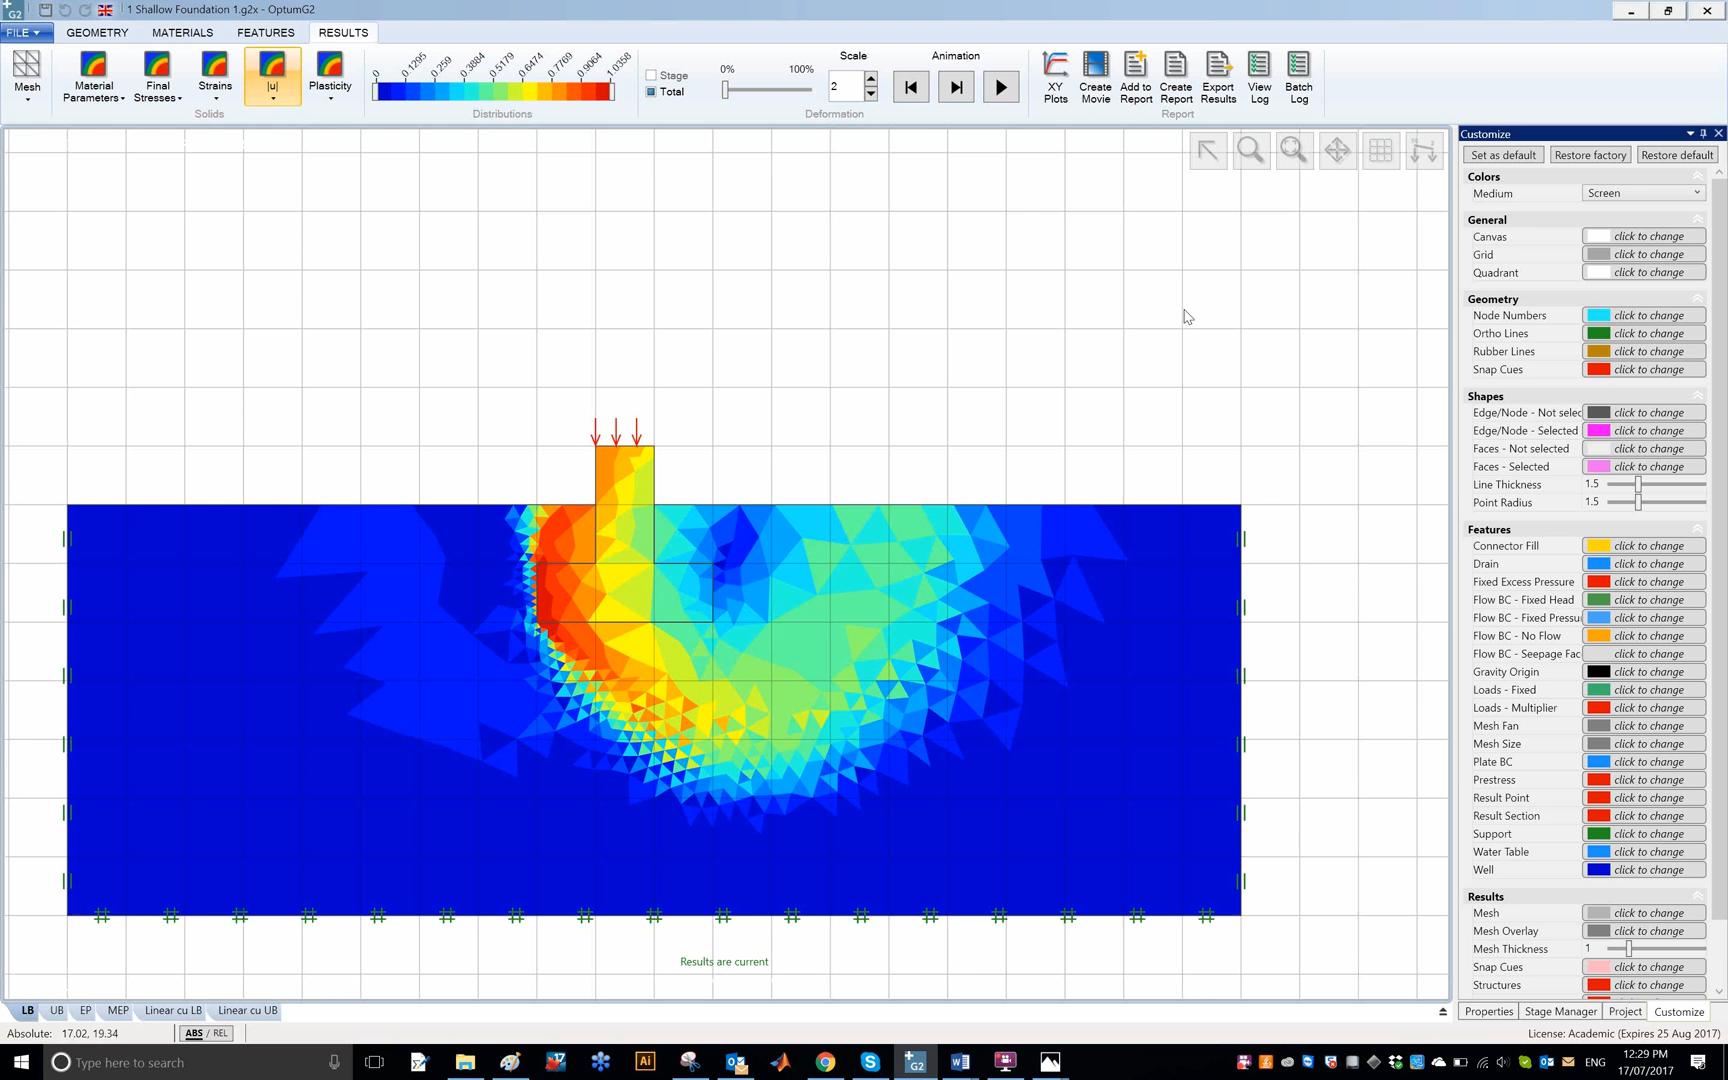 1 Shallow Foundation 1.g2x - OptumG2
FILE GEOMETRY MATERIALS FEATURES RESULTS
Mesh
Material Parameters
Final Stresses
Strains
|u|
Plasticity
Solids
0 0.1295 0.259 0.3884 0.5179 0.6474 0.7769 0.9064 1.0358
Distributions
Stage
Total
0% 100%
Scale
2
Animation
Deformation
XY Plots
Create Movie
Add to Report
Create Report
Export Results
View Log
Batch Log
Report
Customize
Set as default Restore factory Restore default
Colors
Medium Screen
General
Canvas click to change
Grid click to change
Quadrant click to change
Geometry
Node Numbers click to change
Ortho Lines click to change
Rubber Lines click to change
Snap Cues click to change
Shapes
Edge/Node - Not selec click to change
Edge/Node - Selected click to change
Faces - Not selected click to change
Faces - Selected click to change
Line Thickness 1.5
Point Radius 1.5
Features
Connector Fill click to change
Drain click to change
Fixed Excess Pressure click to change
Flow BC - Fixed Head click to change
Flow BC - Fixed Pressu click to change
Flow BC - No Flow click to change
Flow BC - Seepage Fac click to change
Gravity Origin click to change
Loads - Fixed click to change
Loads - Multiplier click to change
Mesh Fan click to change
Mesh Size click to change
Plate BC click to change
Prestress click to change
Result Point click to change
Result Section click to change
Support click to change
Water Table click to change
Well click to change
Results
Mesh click to change
Mesh Overlay click to change
Mesh Thickness 1
Snap Cues click to change
Structures click to change
Results are current
LB UB EP MEP Linear cu LB Linear cu UB
Properties Stage Manager Project Customize
Absolute: 17.02, 19.34 ABS / REL
License: Academic (Expires 25 Aug 2017)
Type here to search
ENG
12:29 PM
17/07/2017